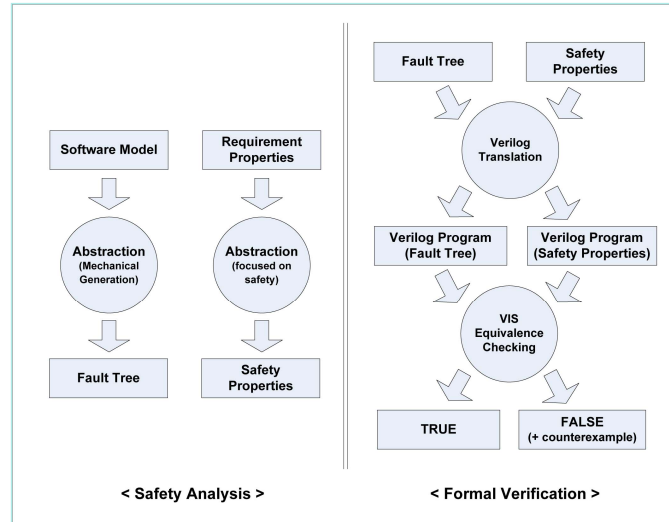 Software Model
Requirement
Properties
Abstraction
(Mechanical
Generation)
Abstraction
(focused on
safety)
Fault Tree
Safety
Properties
< Safety Analysis >
Fault Tree
Safety
Properties
Verilog
Translation
Verilog Program
(Fault Tree)
Verilog Program
(Safety Properties)
VIS
Equivalence
Checking
TRUE
FALSE
(+ counterexample)
< Formal Verification >